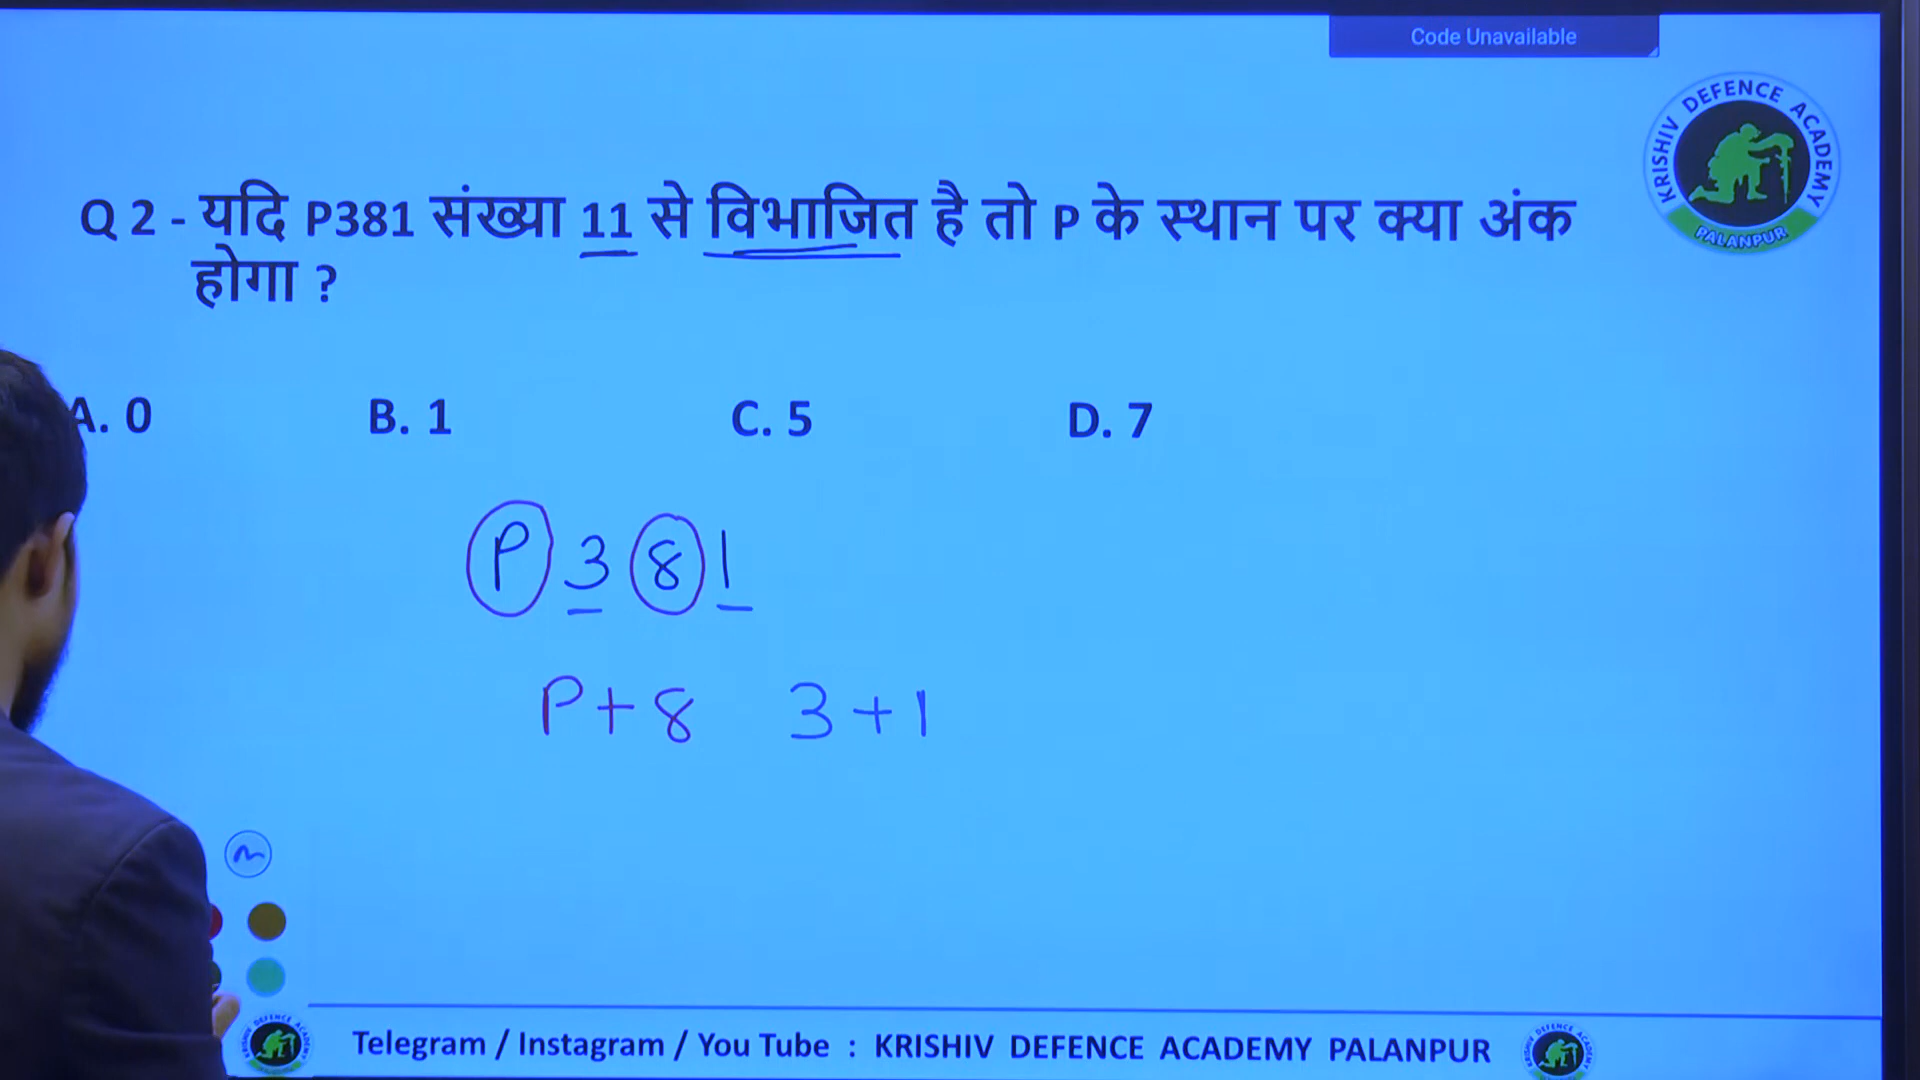 Code Unavailable
KRISHIV DEFENCE ACADEMY
PALANPUR
Q 2 - यदि P381 संख्या 11 से विभाजित है तो P के स्थान पर क्या अंक
होगा ?
A. 0 B. 1 C. 5 D. 7
P 3 8 1
P+8 3+1
Telegram / Instagram / You Tube : KRISHIV DEFENCE ACADEMY PALANPUR